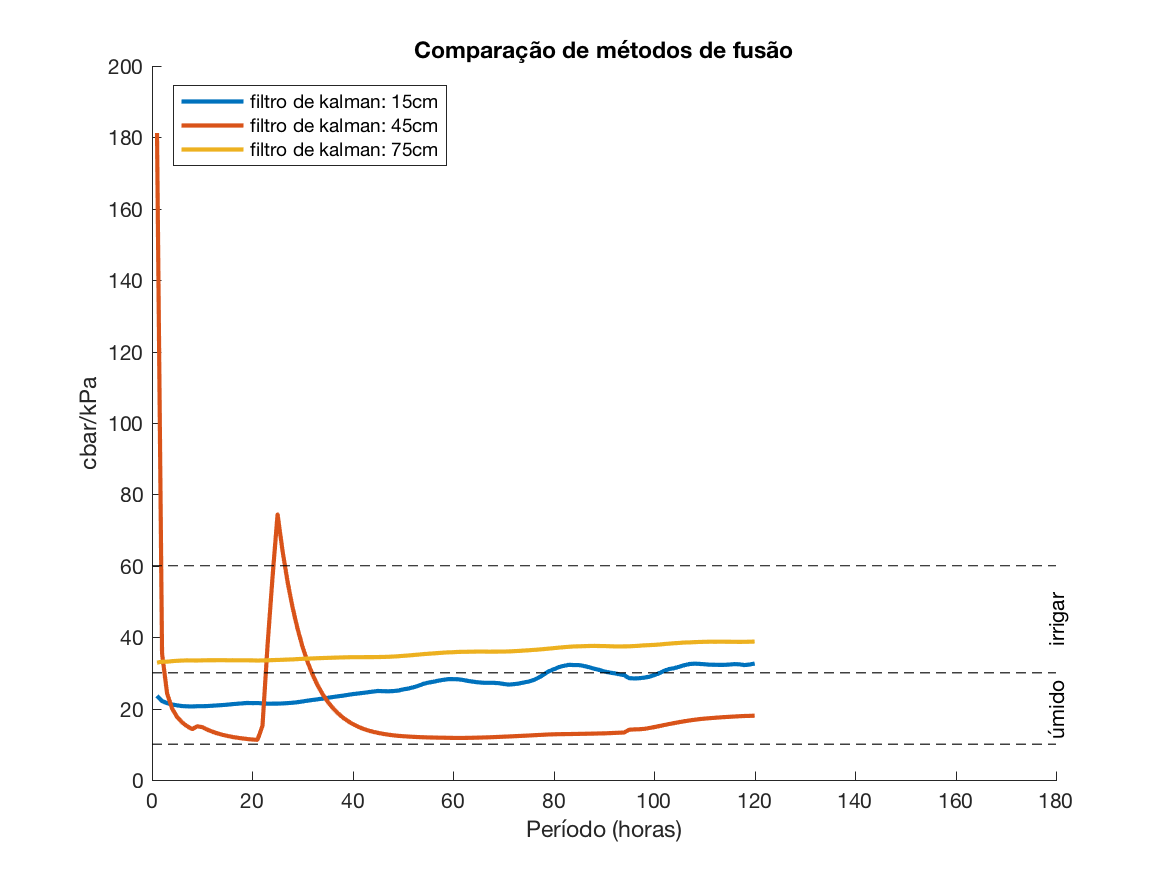 Comparação de métodos de fusão
200
180
160
140
120
100
80
60
40
20
0
cbar/kPa
filtro de kalman: 15cm
filtro de kalman: 45cm
filtro de kalman: 75cm
irrigar
úmido
0 20 40 60 80 100 120 140 160 180
Período (horas)